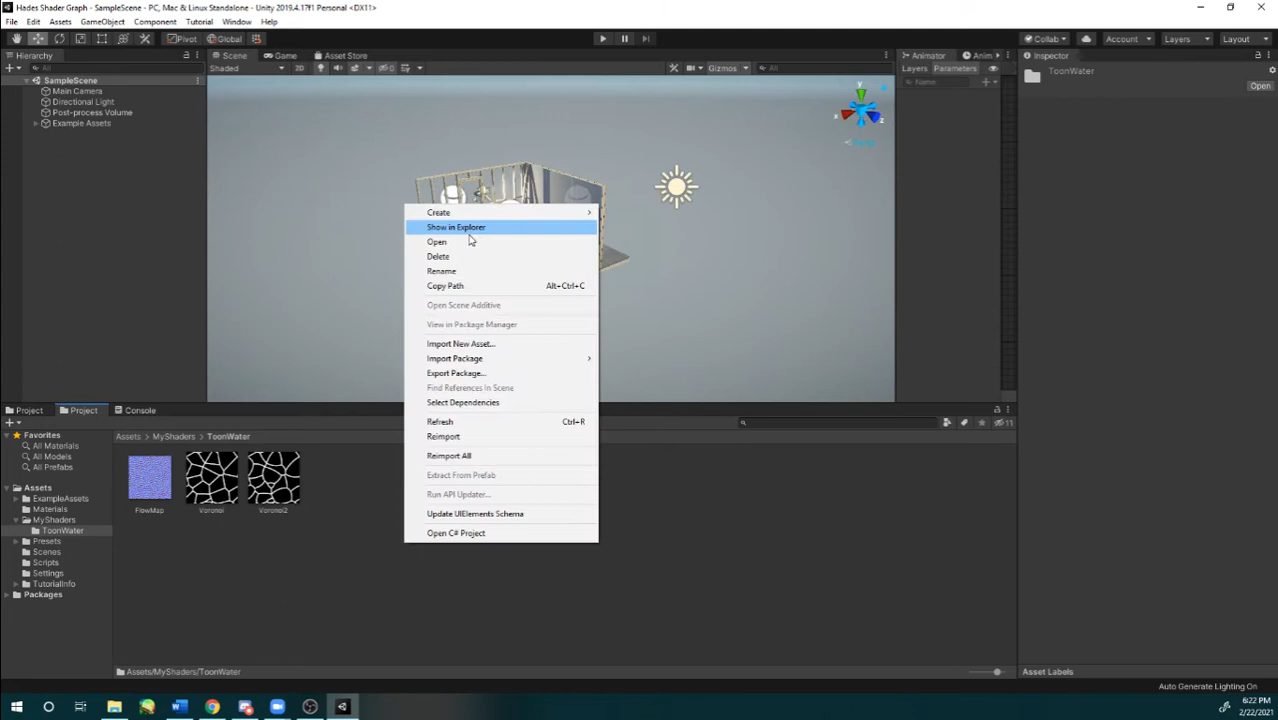 Hades Shader Graph - SampleScene - PC, Mac & Linux Standalone - Unity 2019.4.17f1 Personal <DX11>
File Edit Assets GameObject Component Tutorial Window Help
Pivot Global Collab Account Layers Layout
Hierarchy Scene Game Asset Store Animator Anim Inspector
All Shaded 2D Gizmos All Layers Parameters ToonWater
Name Open
SampleScene
Main Camera
Directional Light
Post-process Volume
Example Assets
y
x z
Persp
Create
Show in Explorer
Open
Delete
Rename
Copy Path Alt+Ctrl+C
Open Scene Additive
View in Package Manager
Import New Asset...
Import Package
Export Package...
Find References In Scene
Select Dependencies
Refresh Ctrl+R
Reimport
Reimport All
Extract From Prefab
Run API Updater...
Update UIElements Schema
Open C# Project
Project Project Console
11
Favorites
All Materials
All Models
All Prefabs
Assets
ExampleAssets
Materials
MyShaders
ToonWater
Presets
Scenes
Scripts
Settings
TutorialInfo
Packages
Assets > MyShaders > ToonWater
FlowMap Voronoi Voronoi2
Assets/MyShaders/ToonWater
Asset Labels
Auto Generate Lighting On
6:22 PM
2/22/2021